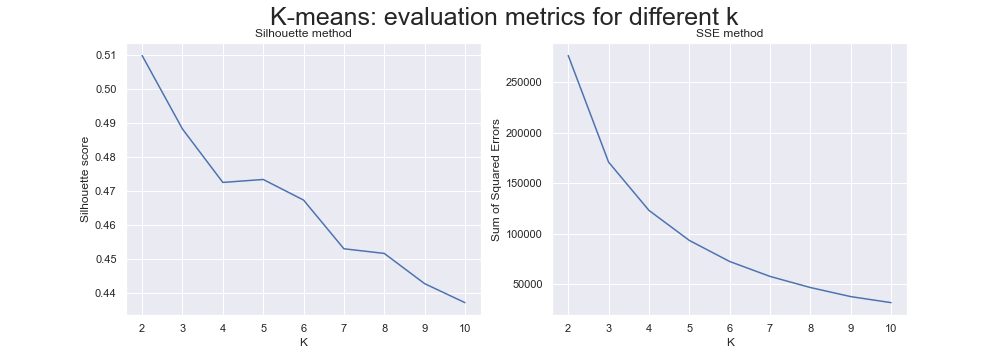 K-means: evaluation metrics for different k
Silhouette method
0.51
0.50
0.49
0.48
0.47
0.46
0.45
0.44
Silhouette score
2 3 4 5 6 7 8 9 10
K
SSE method
250000
200000
150000
100000
50000
Sum of Squared Errors
2 3 4 5 6 7 8 9 10
K